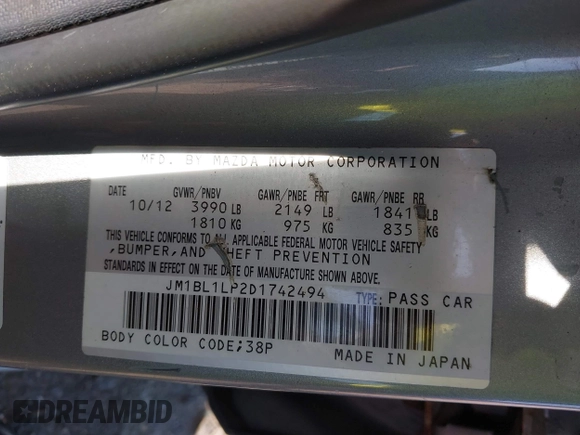 MFD. BY MAZDA MOTOR CORPORATION
DATE GVWR/PNBV GAWR/PNBE FRT GAWR/PNBE RR
10/12 3990 LB 2149 LB 1841 LB
1810 KG 975 KG 835 KG
THIS VEHICLE CONFORMS TO ALL APPLICABLE FEDERAL MOTOR VEHICLE SAFETY
,BUMPER,AND THEFT PREVENTION
STANDARDS IN EFFECT ON THE DATE OF MANUFACTURE SHOWN ABOVE.
JM1BL1LP2D1742494 TYPE: PASS CAR
BODY COLOR CODE;38P MADE IN JAPAN
DREAMBID